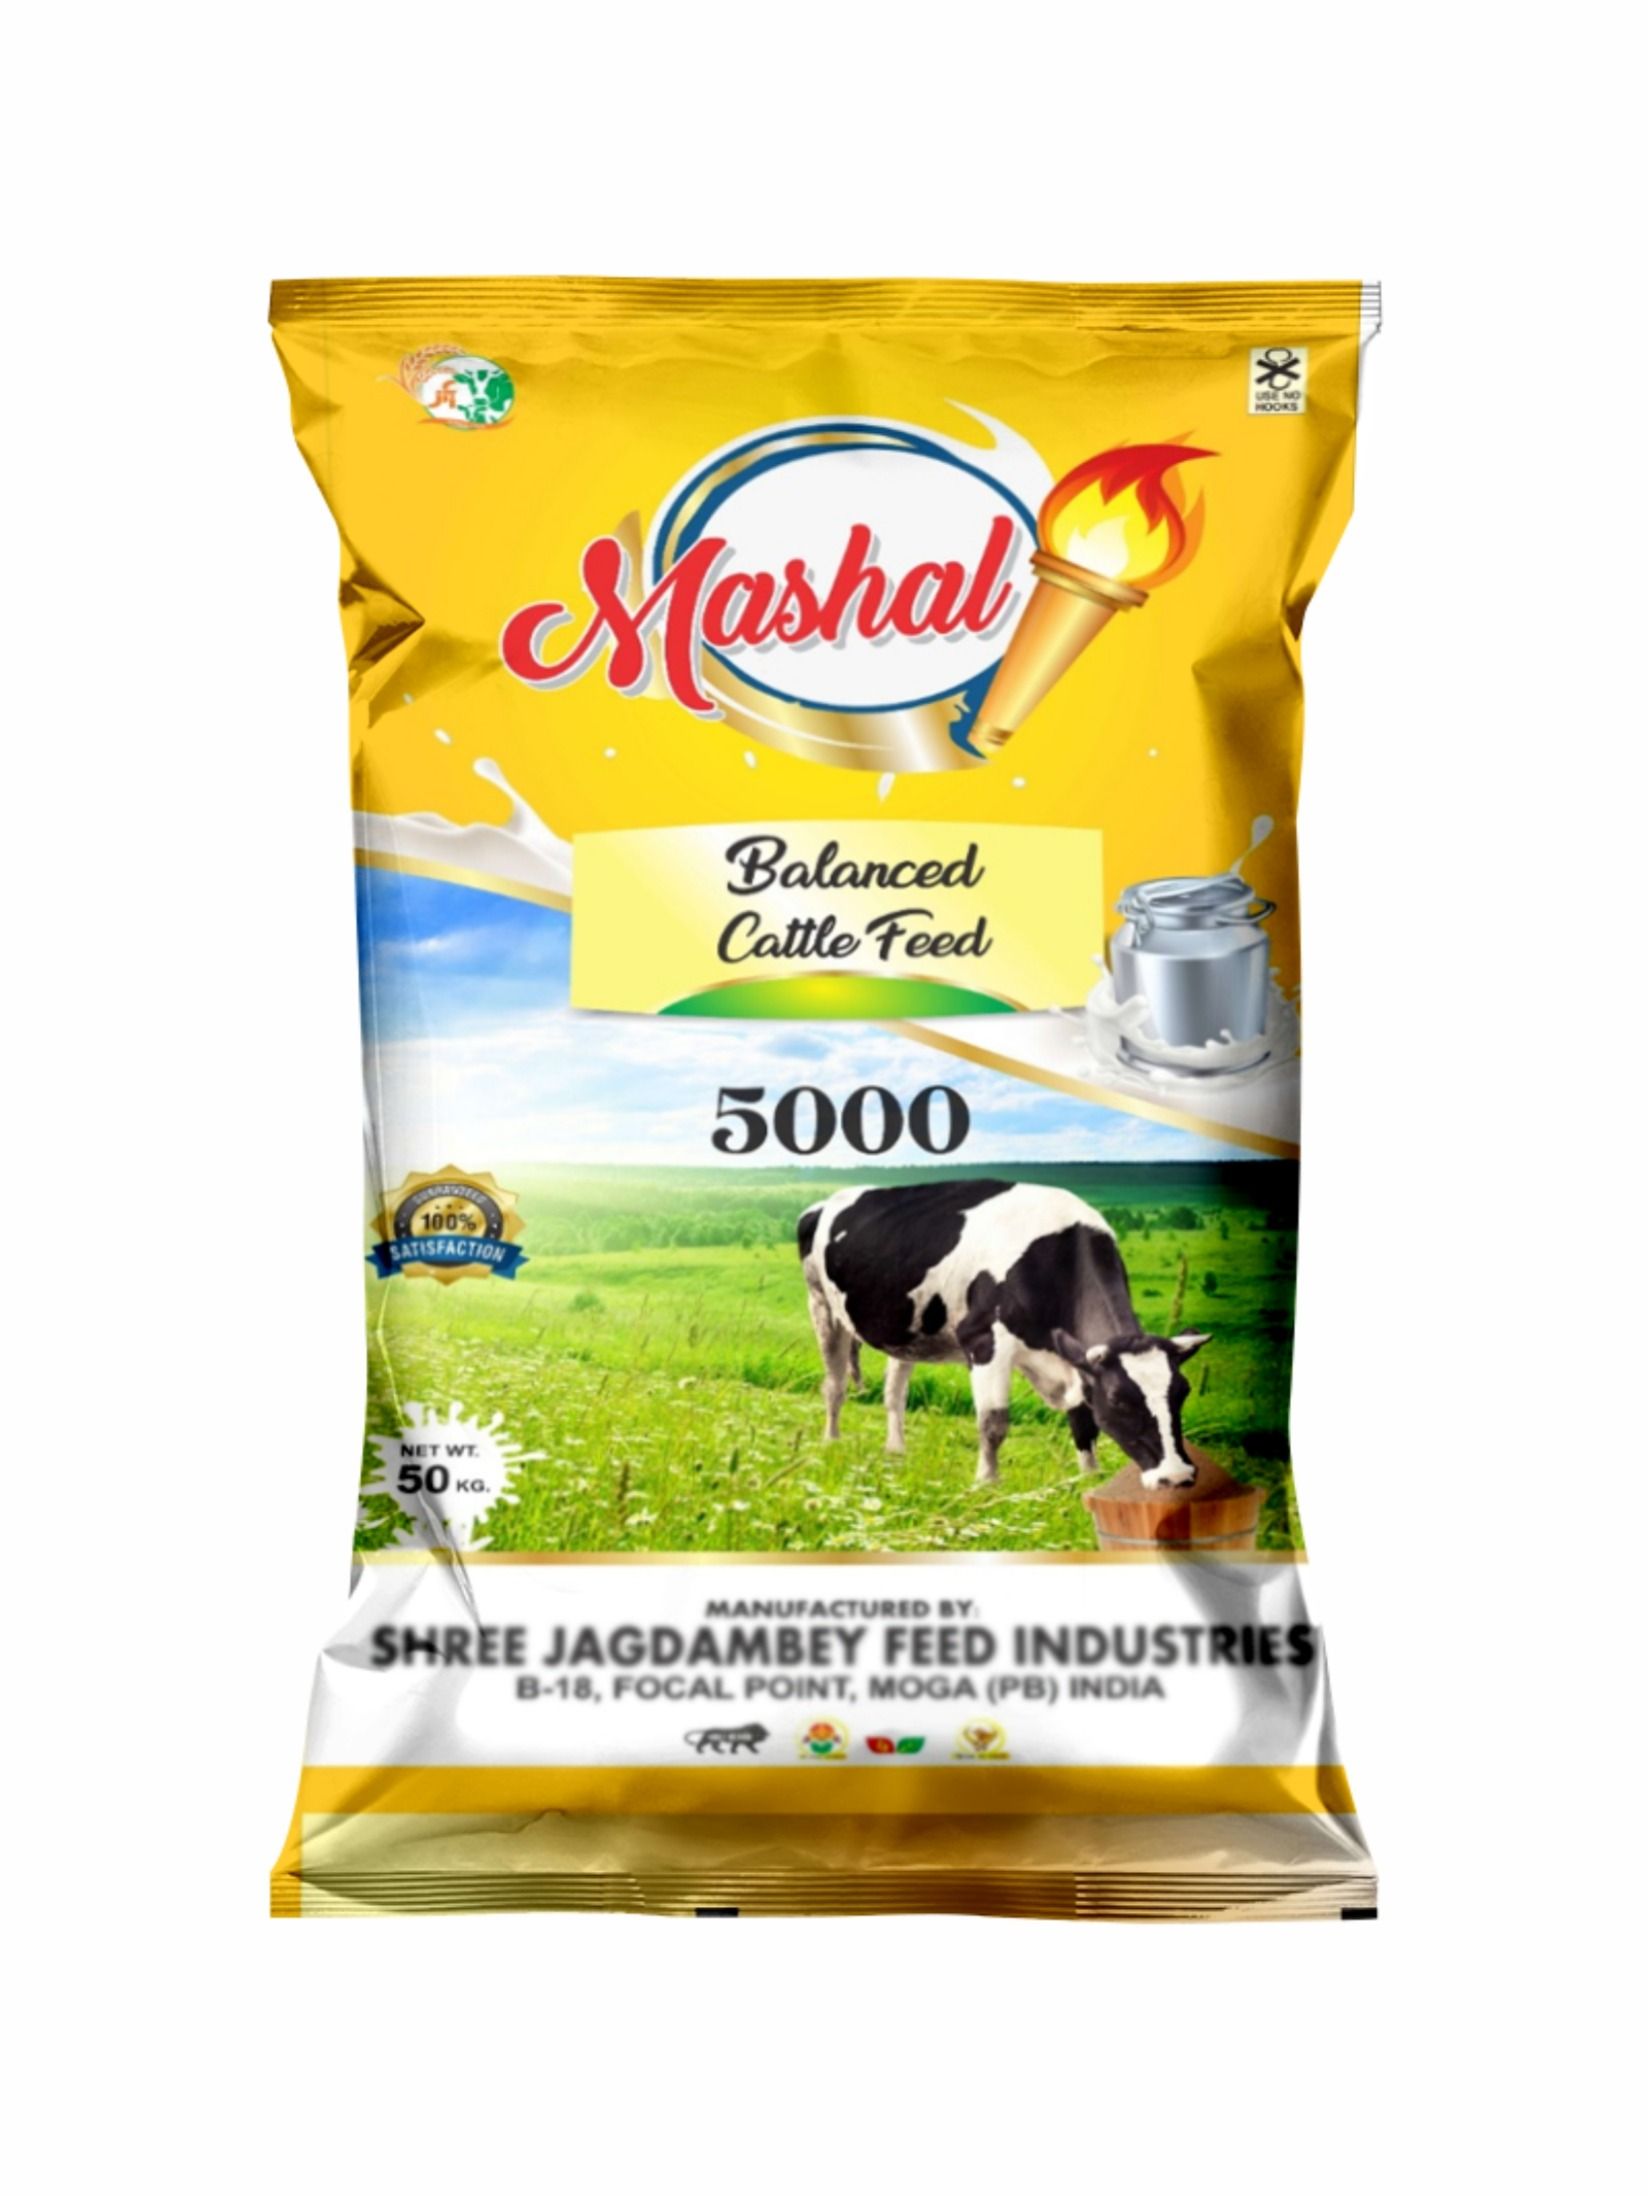 माँ
USE NO
HOOKS
Mashal
Balanced
Cattle Feed
5000
GUARANTEED
100%
SATISFACTION
NET WT.
50 KG.
MANUFACTURED BY:
SHREE JAGDAMBEY FEED INDUSTRIES
B-18, FOCAL POINT, MOGA (PB) INDIA